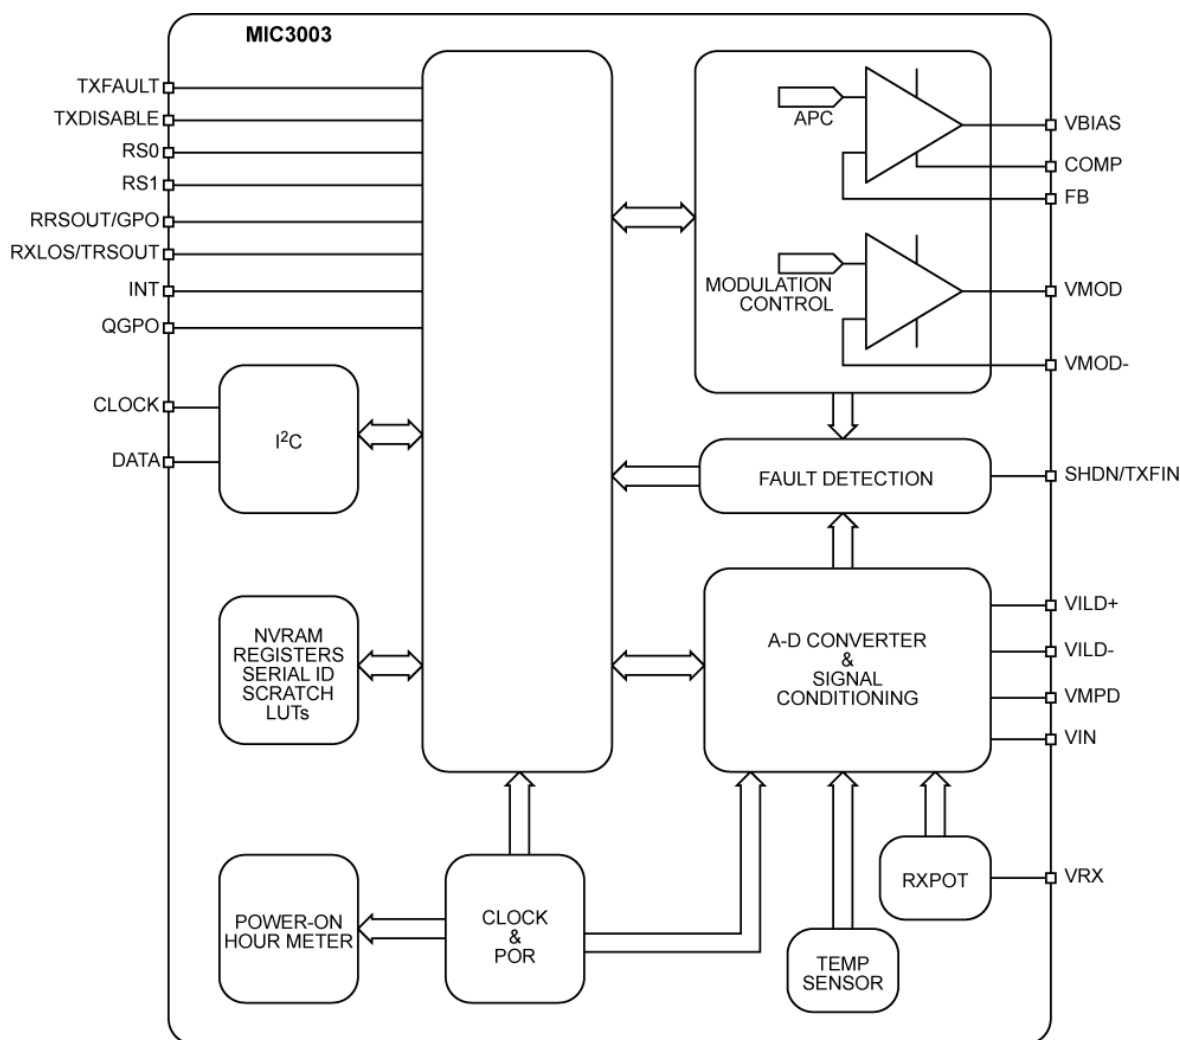 MIC3003
TXFAULT
TXDISABLE
RS0
RS1
RRSOUT/GPO
RXLOS/TRSOUT
INT
QGPO
CLOCK
DATA
I²C
NVRAM
REGISTERS
SERIAL ID
SCRATCH
LUTs
POWER-ON
HOUR METER
CLOCK
&
POR
APC
MODULATION
CONTROL
FAULT DETECTION
A-D CONVERTER
&
SIGNAL
CONDITIONING
RXPOT
TEMP
SENSOR
VBIAS
COMP
FB
VMOD
VMOD-
SHDN/TXFIN
VILD+
VILD-
VMPD
VIN
VRX